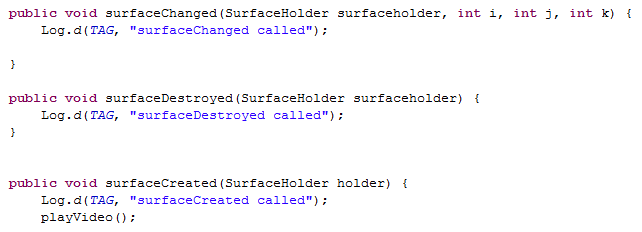 public void surfaceChanged(SurfaceHolder surfaceholder, int i, int j, int k) {
    Log.d(TAG, "surfaceChanged called");
}
public void surfaceDestroyed(SurfaceHolder surfaceholder) {
    Log.d(TAG, "surfaceDestroyed called");
}
public void surfaceCreated(SurfaceHolder holder) {
    Log.d(TAG, "surfaceCreated called");
    playVideo();